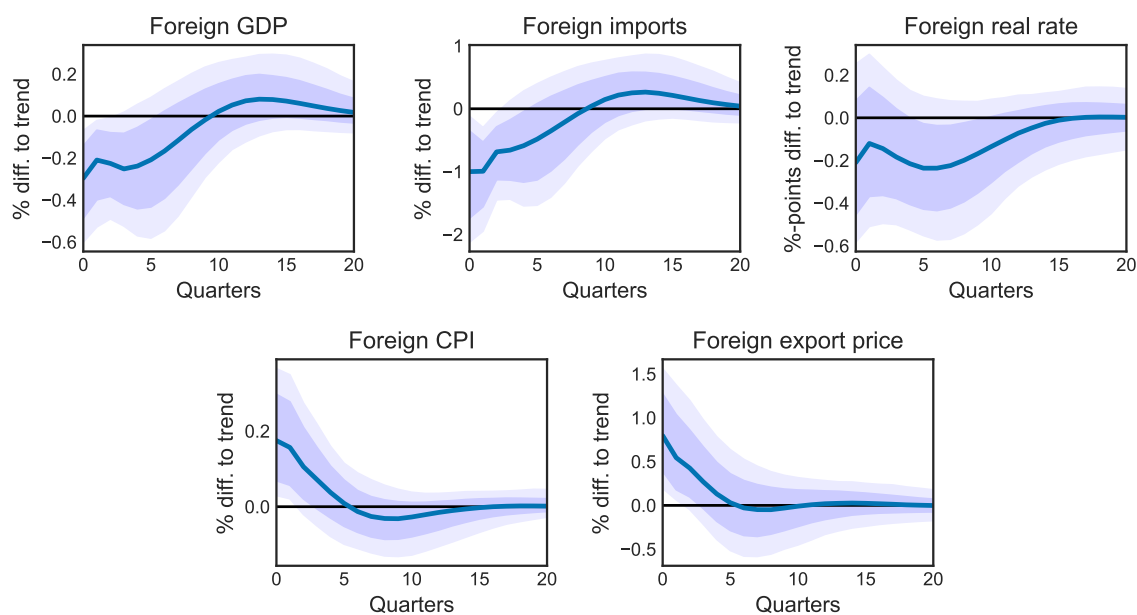 Foreign GDP
% diff. to trend
0.2
0.0
−0.2
−0.4
−0.6
0 5 10 15 20
Quarters
Foreign imports
% diff. to trend
1
0
−1
−2
0 5 10 15 20
Quarters
Foreign real rate
%-points diff. to trend
0.2
0.0
−0.2
−0.4
−0.6
0 5 10 15 20
Quarters
Foreign CPI
% diff. to trend
0.2
0.0
0 5 10 15 20
Quarters
Foreign export price
% diff. to trend
1.5
1.0
0.5
0.0
−0.5
0 5 10 15 20
Quarters